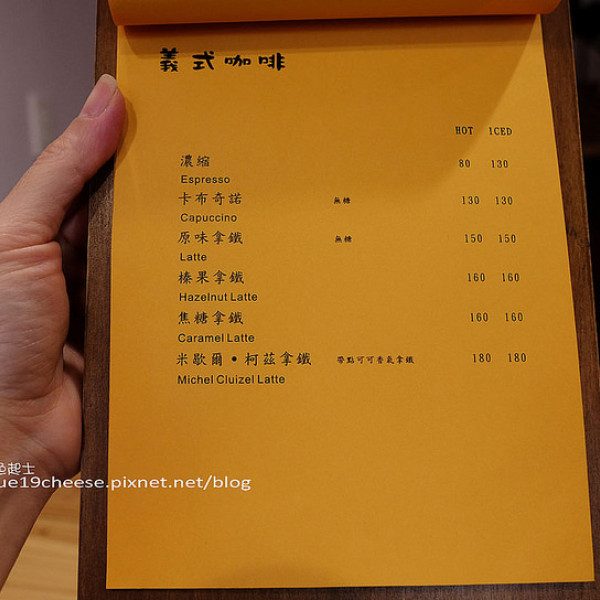 義式咖啡
HOT ICED
濃縮 80 130
Espresso
卡布奇諾 無糖 130 130
Capuccino
原味拿鐵 無糖 150 150
Latte
榛果拿鐵 160 160
Hazelnut Latte
焦糖拿鐵 160 160
Caramel Latte
米歇爾•柯茲拿鐵 帶點可可香氣拿鐵 180 180
Michel Cluizel Latte
起士
ue19cheese.pixnet.net/blog